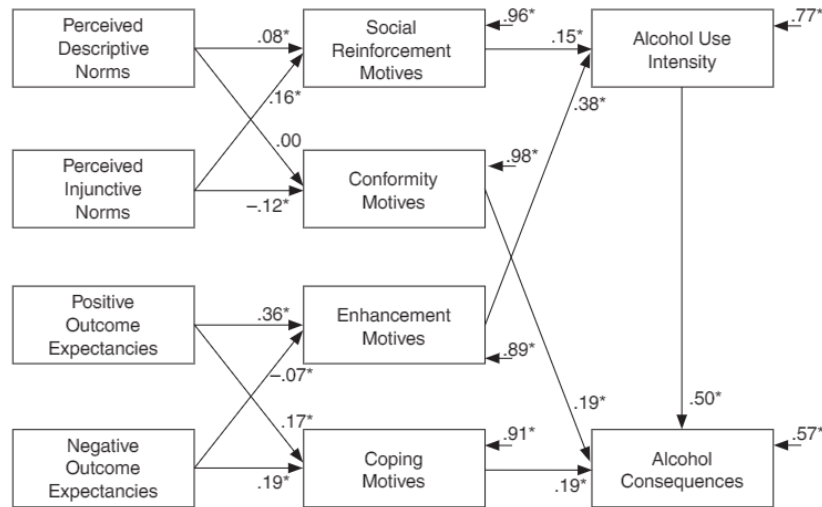 Perceived
Descriptive
Norms
.08*
Social
Reinforcement
Motives
.96*
.15*
Alcohol Use
Intensity
.77*
.16*
.38*
.00
Perceived
Injunctive
Norms
–.12*
Conformity
Motives
.98*
Positive
Outcome
Expectancies
.36*
Enhancement
Motives
.89*
–.07*
.19*
.50*
.17*
Negative
Outcome
Expectancies
.19*
Coping
Motives
.91*
.19*
Alcohol
Consequences
.57*